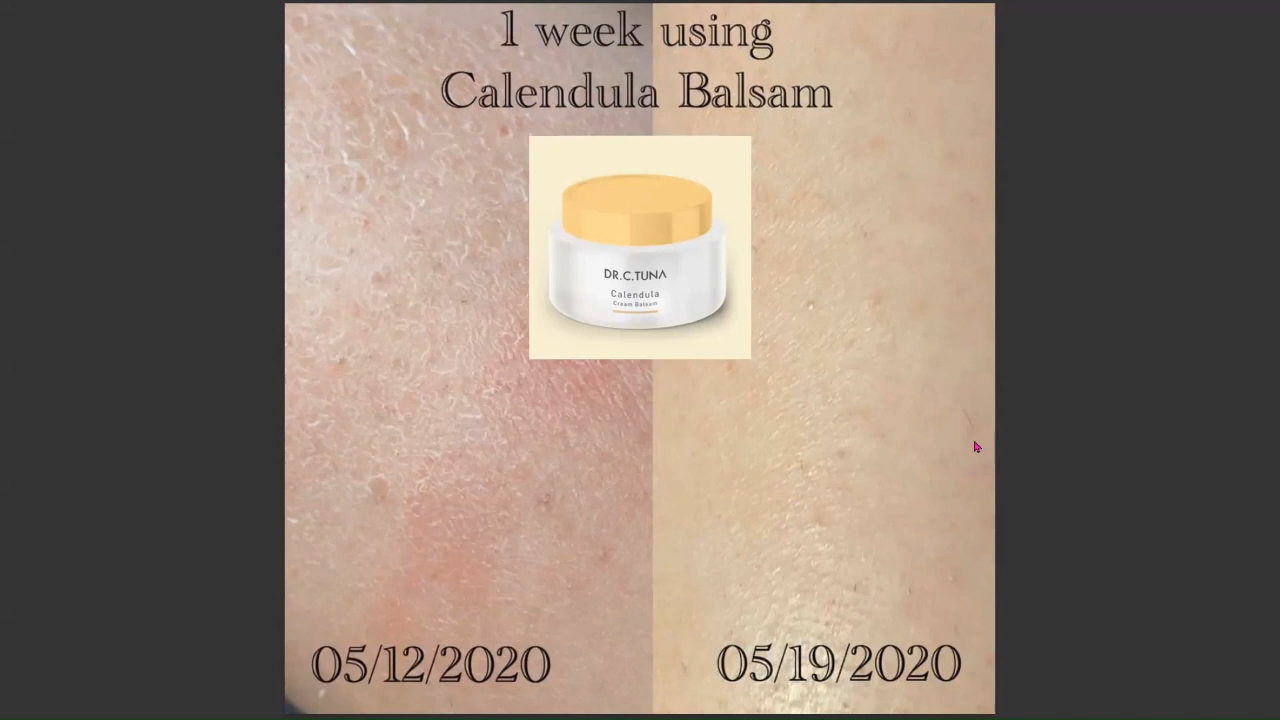 1 week using
Calendula Balsam
DR.C.TUNA
Calendula
Cream Balsam
05/12/2020
05/19/2020